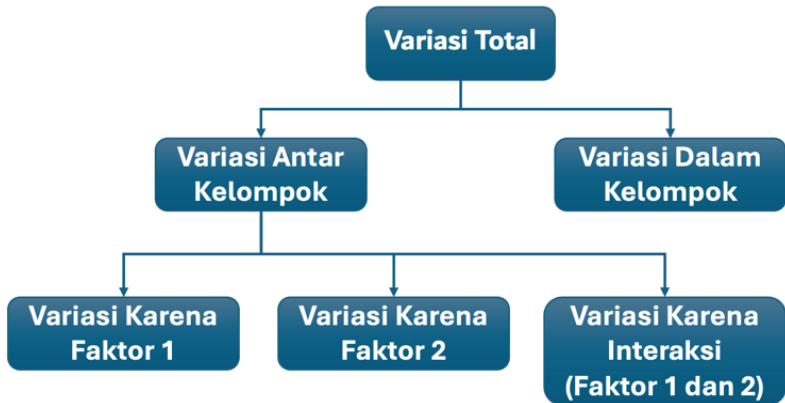 Variasi Total
Variasi Antar
Kelompok
Variasi Dalam
Kelompok
Variasi Karena
Faktor 1
Variasi Karena
Faktor 2
Variasi Karena
Interaksi
(Faktor 1 dan 2)